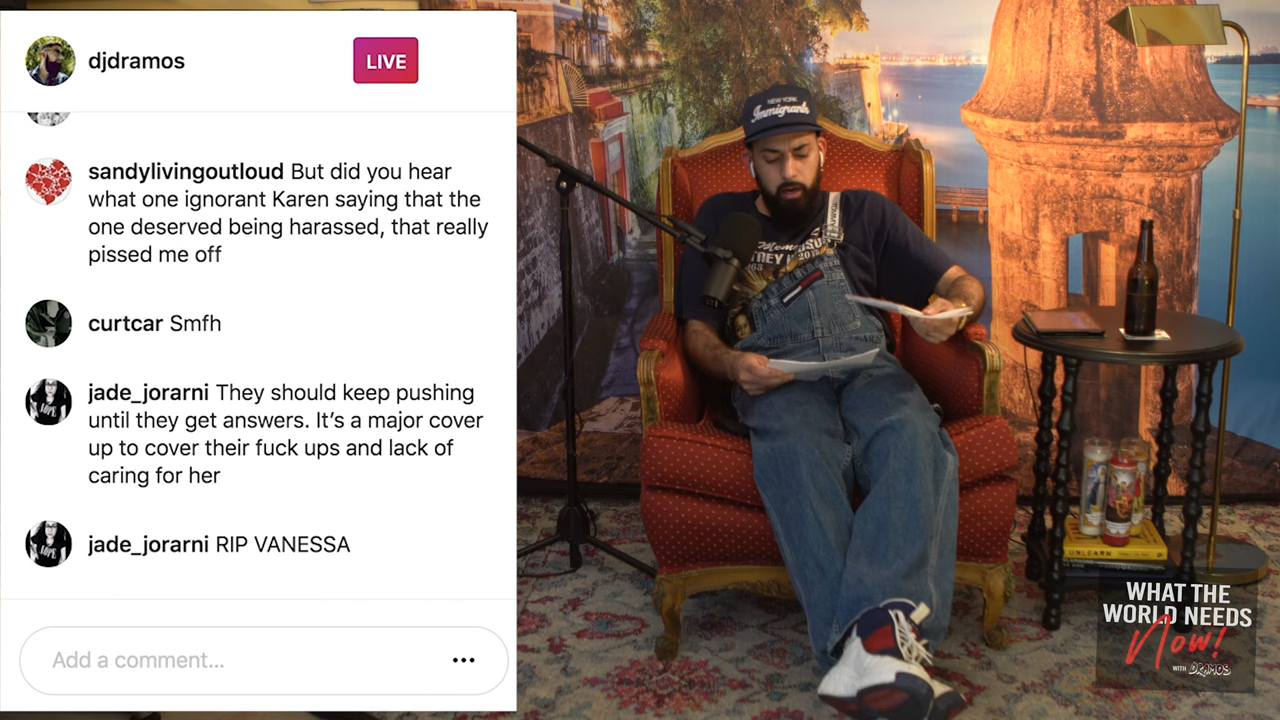 djdramos
LIVE
sandylivingoutloud But did you hear
what one ignorant Karen saying that the
one deserved being harassed, that really
pissed me off
curtcar Smfh
jade_jorarni They should keep pushing
until they get answers. It’s a major cover
up to cover their fuck ups and lack of
caring for her
jade_jorarni RIP VANESSA
Add a comment...
NEW YORK
Immigrants
UNLEARN
WHAT THE
WORLD NEEDS
Now!
WITH DRAMOS